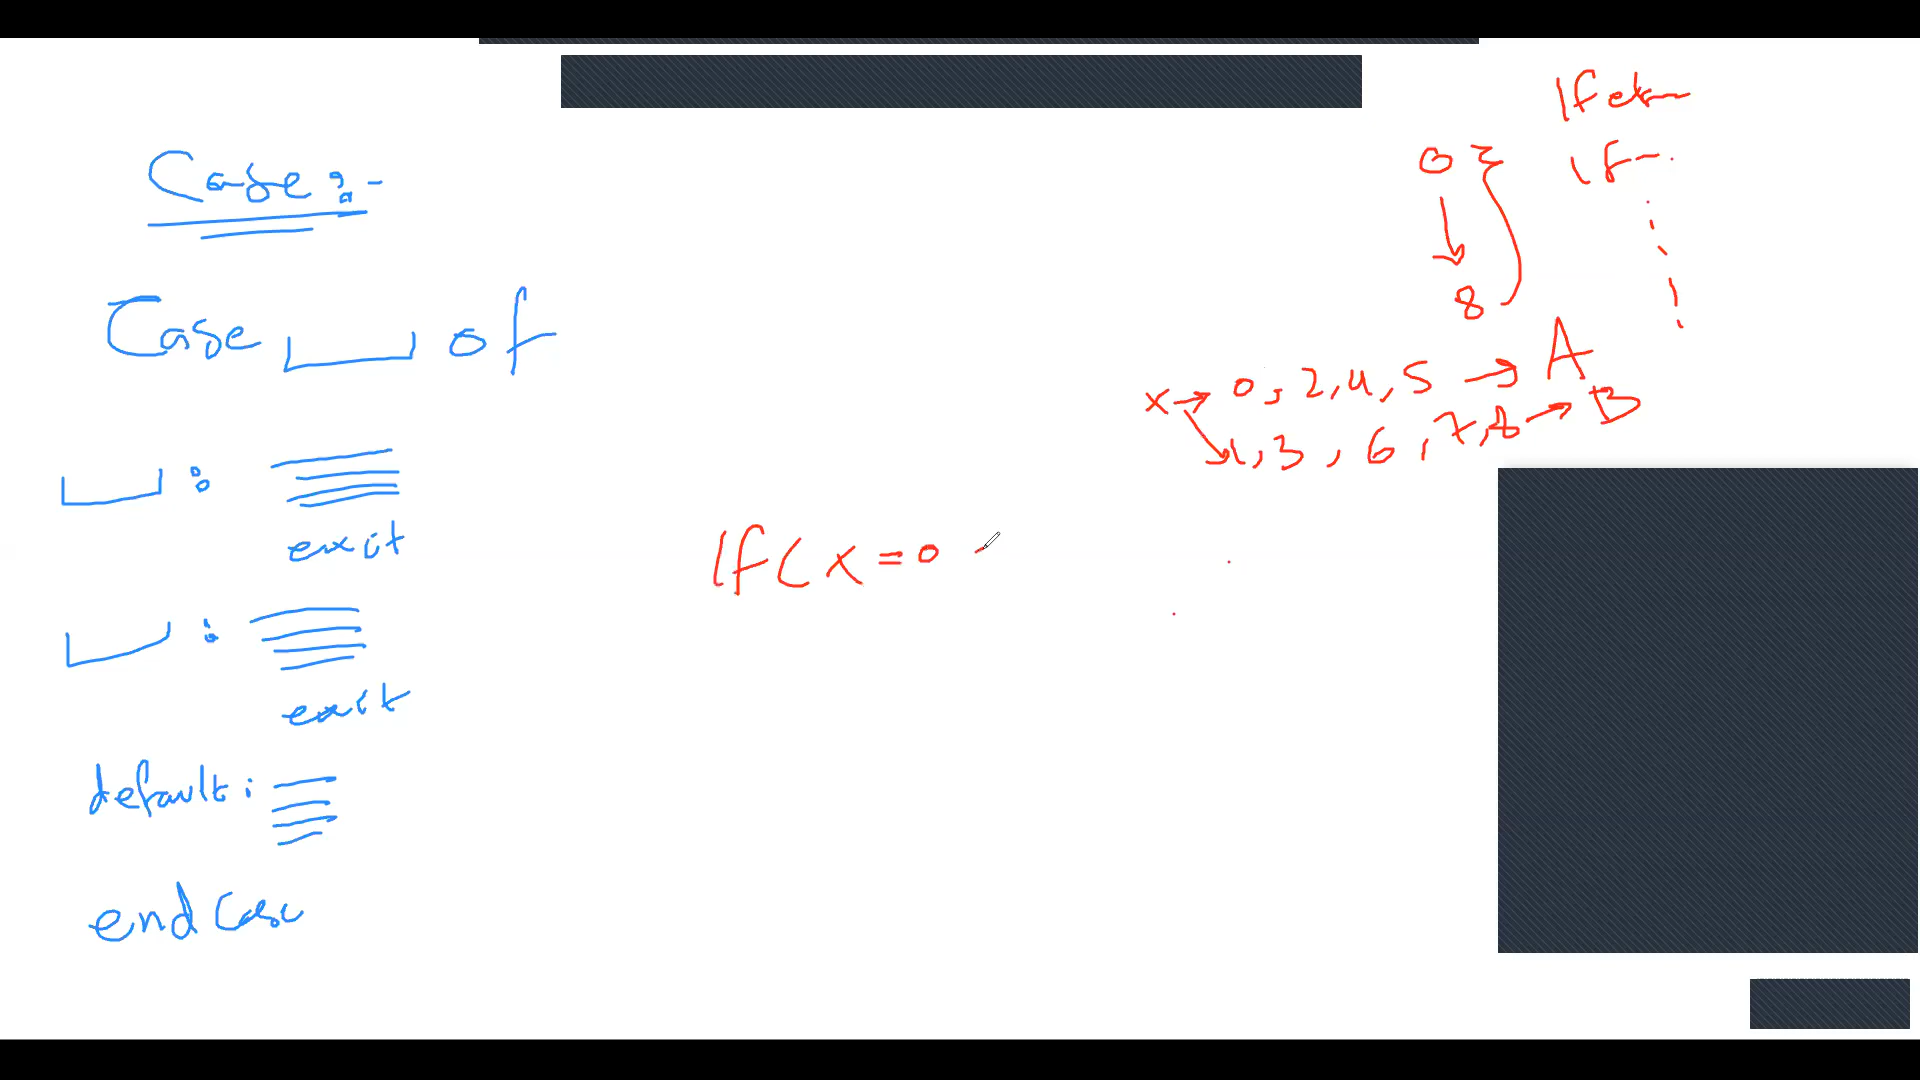 Case :-
Case of
:
exit
:
exit
default :
end Case
If
0
If
8
x → 0, 2, 4, 5 → A
1, 3, 6, 7, 8 → B
If ( x = 0